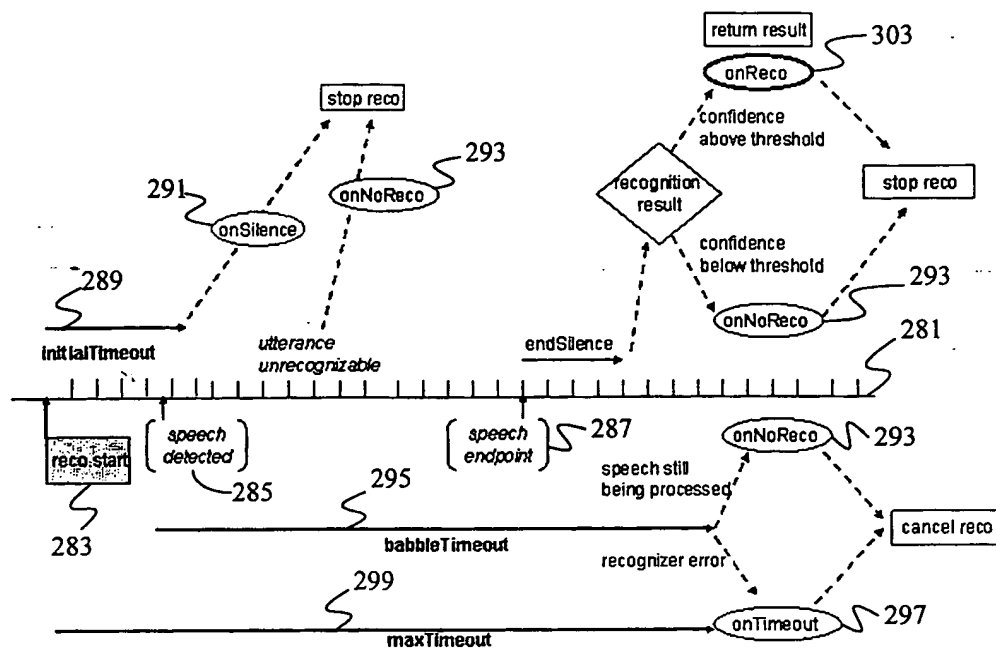 return result
303
onReco
stop reco
confidence
above threshold
293
291
onNoReco
recognition
result
stop reco
onSilence
confidence
below threshold
289
293
onNoReco
initialTimeout
utterance
unrecognizable
endSilence
281
reco start
speech
detected
speech
endpoint
287
onNoReco
293
285
295
speech still
being processed
283
babbleTimeout
cancel reco
recognizer error
299
onTimeout
297
maxTimeout